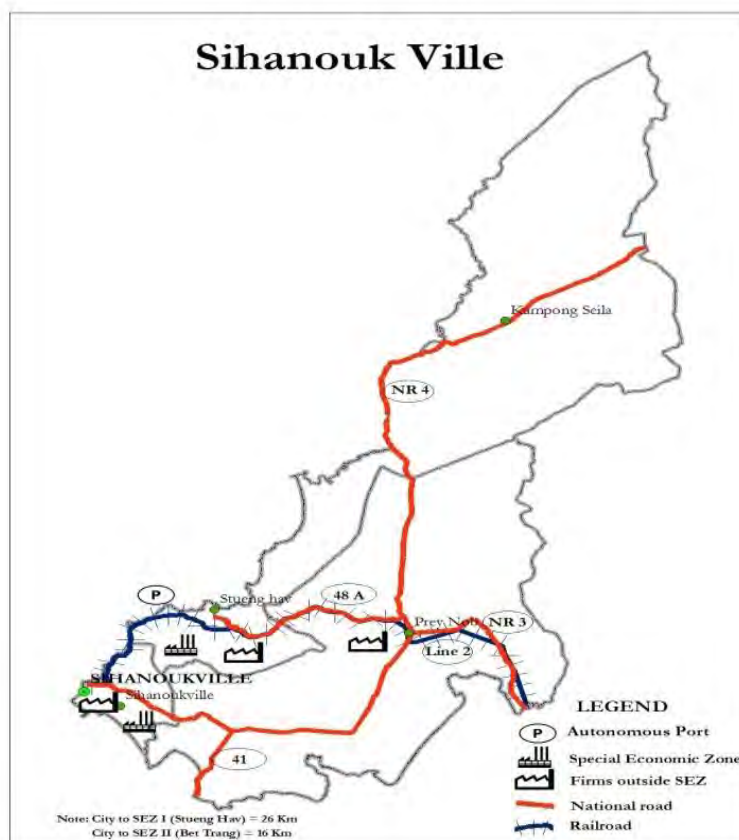 Sihanouk Ville
Kampong Seila
NR 4
P
Stueng hav
48 A
Prey Nob
NR 3
Line 2
SIHANOUKVILLE
Sihanoukville
41
LEGEND
P Autonomous Port
Special Economic Zone
Firms outside SEZ
National road
Railroad
Note: City to SEZ I (Stueng Hav) = 26 Km
City to SEZ II (Bet Trang) = 16 Km